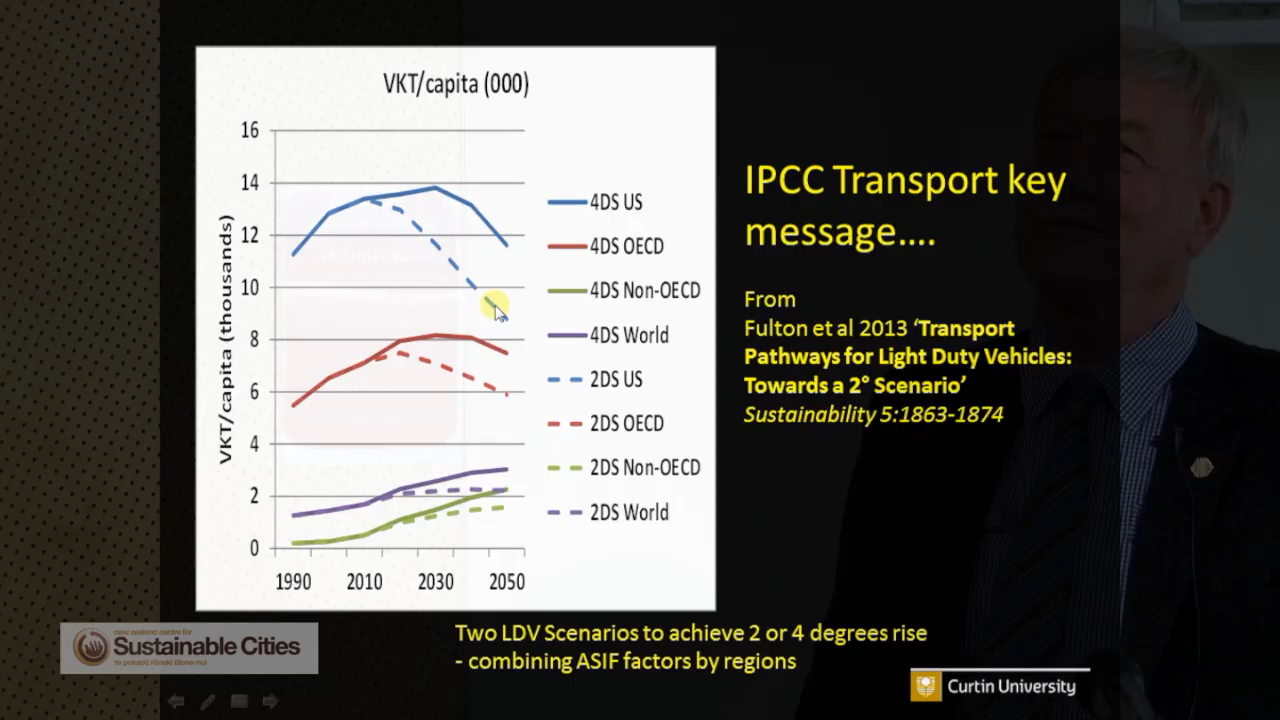 VKT/capita (000)
16
14
12
10
8
6
4
2
0
VKT/capita (thousands)
1990 2010 2030 2050
4DS US
4DS OECD
4DS Non-OECD
4DS World
2DS US
2DS OECD
2DS Non-OECD
2DS World
IPCC Transport key
message....
From
Fulton et al 2013 ‘Transport
Pathways for Light Duty Vehicles:
Towards a 2° Scenario’
Sustainability 5:1863-1874
Two LDV Scenarios to achieve 2 or 4 degrees rise
- combining ASIF factors by regions
new zealand centre for
Sustainable Cities
Curtin University